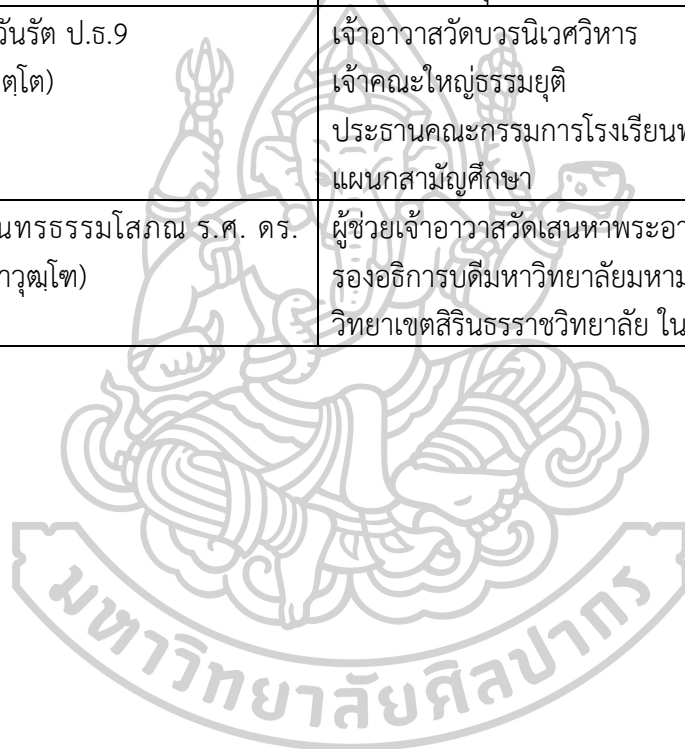 วันรัต ป.ธ.9
ตฺโต)
เจ้าอาวาสวัดบวรนิเวศวิหาร
เจ้าคณะใหญ่ธรรมยุติ
ประธานคณะกรรมการโรงเรียนพ
แผนกสามัญศึกษา
นทรธรรมโสภณ ร.ศ. ดร.
าวุฒฺโฑ)
ผู้ช่วยเจ้าอาวาสวัดเสนหาพระอา
รองอธิการบดีมหาวิทยาลัยมหาม
วิทยาเขตสิรินธรราชวิทยาลัย ใน
มหาวิทยาลัยศิลปากร